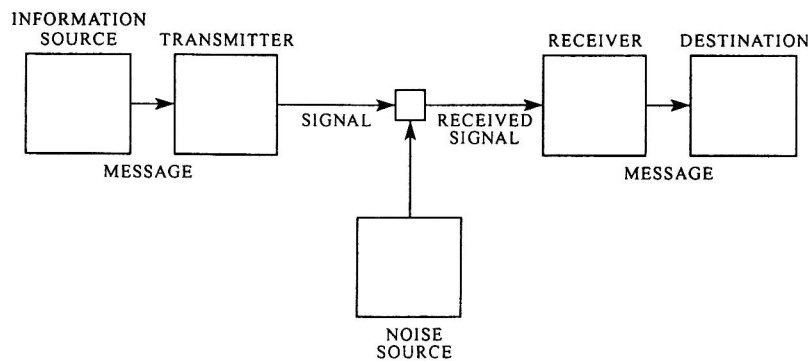 INFORMATION
SOURCE
TRANSMITTER
RECEIVER
DESTINATION
SIGNAL
RECEIVED
SIGNAL
MESSAGE
MESSAGE
NOISE
SOURCE